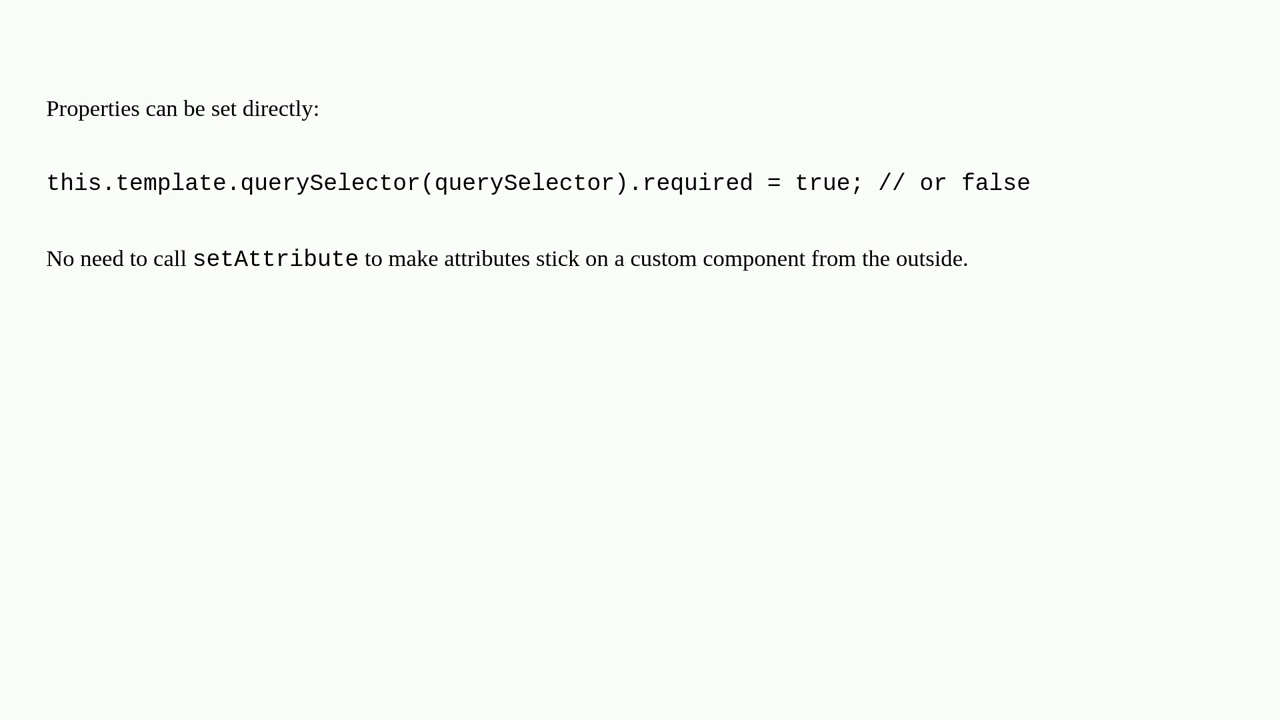 Properties can be set directly:
this.template.querySelector(querySelector).required = true; // or false
No need to call setAttribute to make attributes stick on a custom component from the outside.